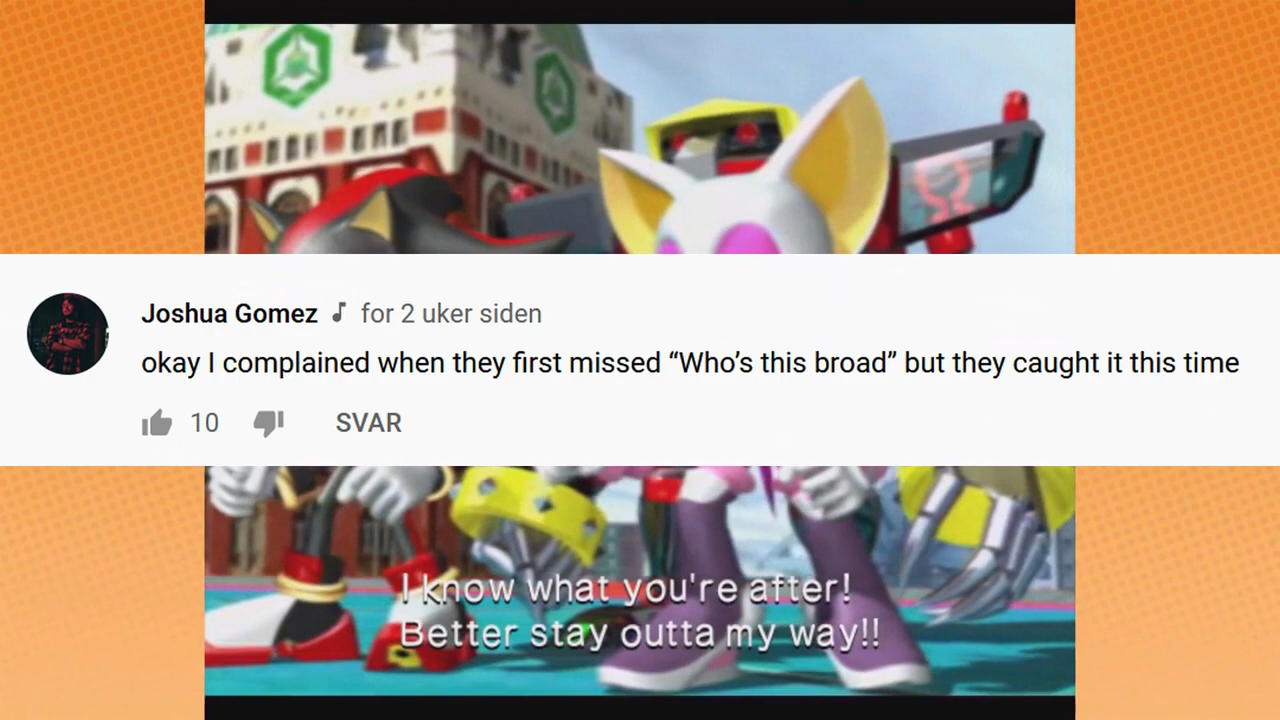 Joshua Gomez for 2 uker siden
okay I complained when they first missed “Who’s this broad” but they caught it this time
10 SVAR
I know what you're after!
Better stay outta my way!!